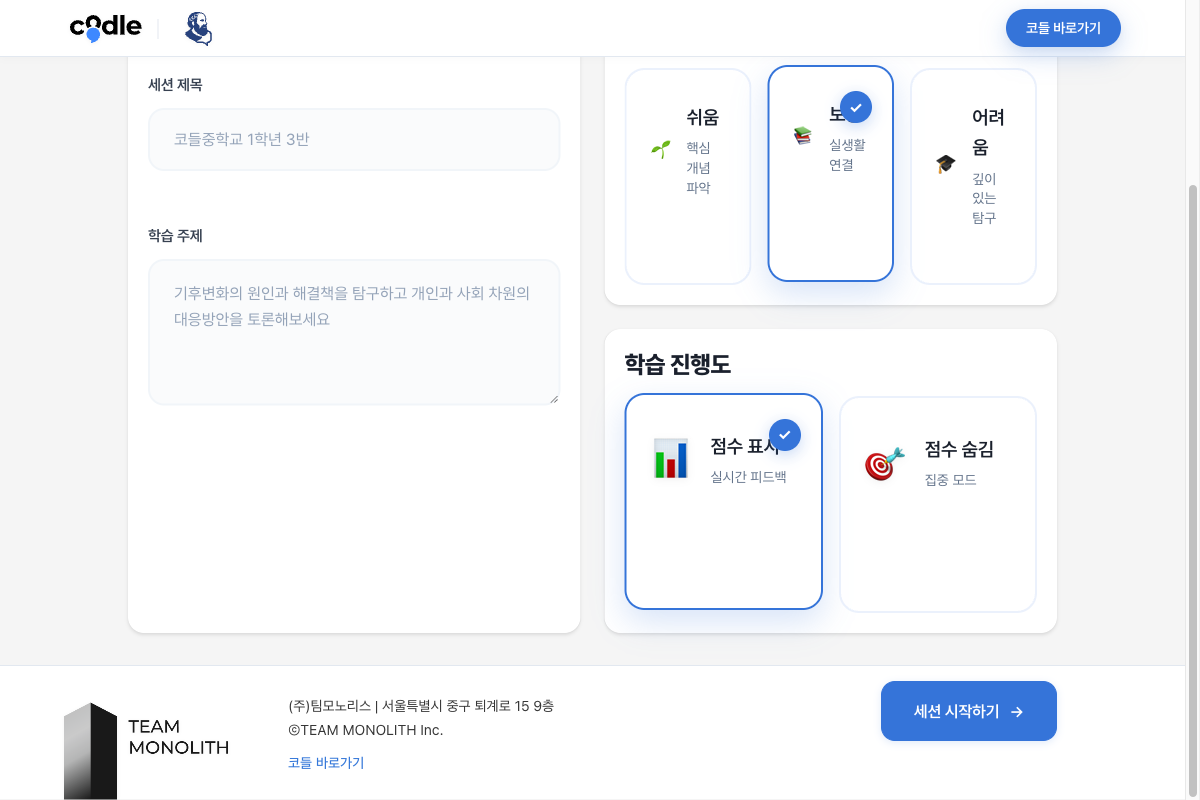 codle
코들 바로가기
세션 제목
코들중학교 1학년 3반
학습 주제
기후변화의 원인과 해결책을 탐구하고 개인과 사회 차원의
대응방안을 토론해보세요
쉬움
핵심
개념
파악
실생활
연결
어려
움
깊이
있는
탐구
학습 진행도
점수 표시
실시간 피드백
점수 숨김
집중 모드
TEAM
MONOLITH
(주)팀모노리스 | 서울특별시 중구 퇴계로 15 9층
©TEAM MONOLITH Inc.
코들 바로가기
세션 시작하기 →